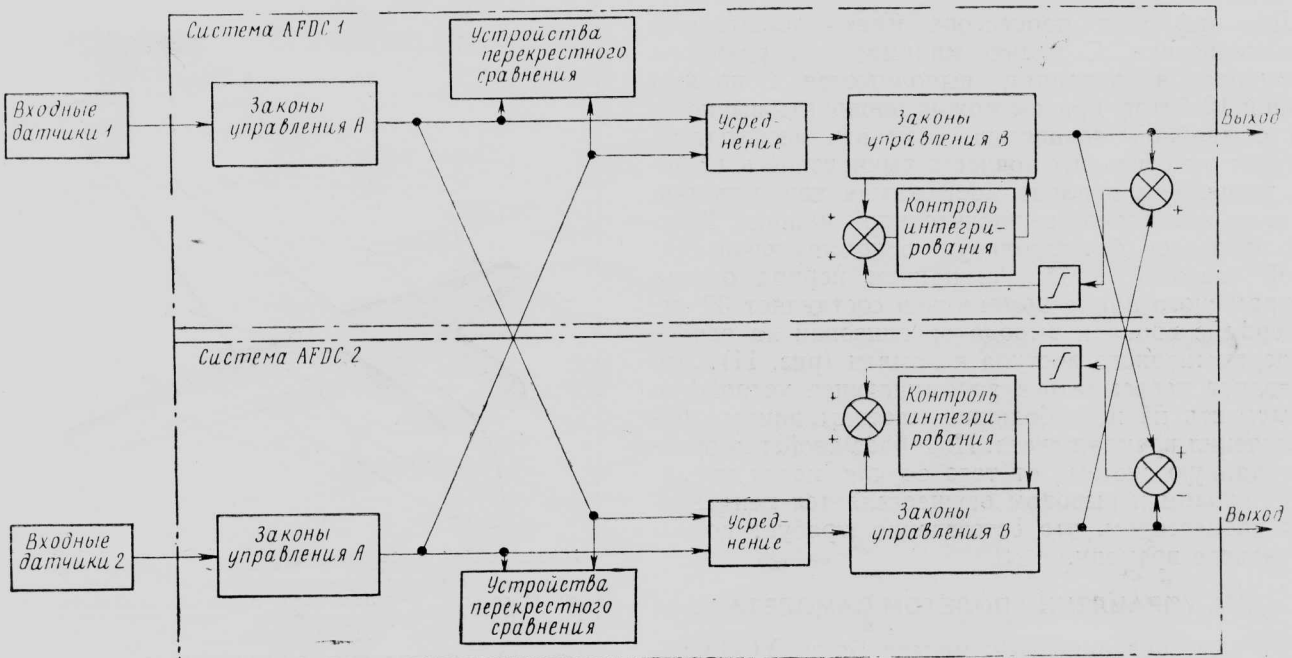 Система AFDC 1
Устройства
перекрестного
сравнения
Входные
датчики 1
Законы
управления A
Усред-
нение
Законы
управления B
Выход
−
+
+
+
Контроль
интегри-
рования
Система AFDC 2
Контроль
интегри-
рования
+
+
+
−
Входные
датчики 2
Законы
управления A
Усред-
нение
Законы
управления B
Выход
Устройства
перекрестного
сравнения